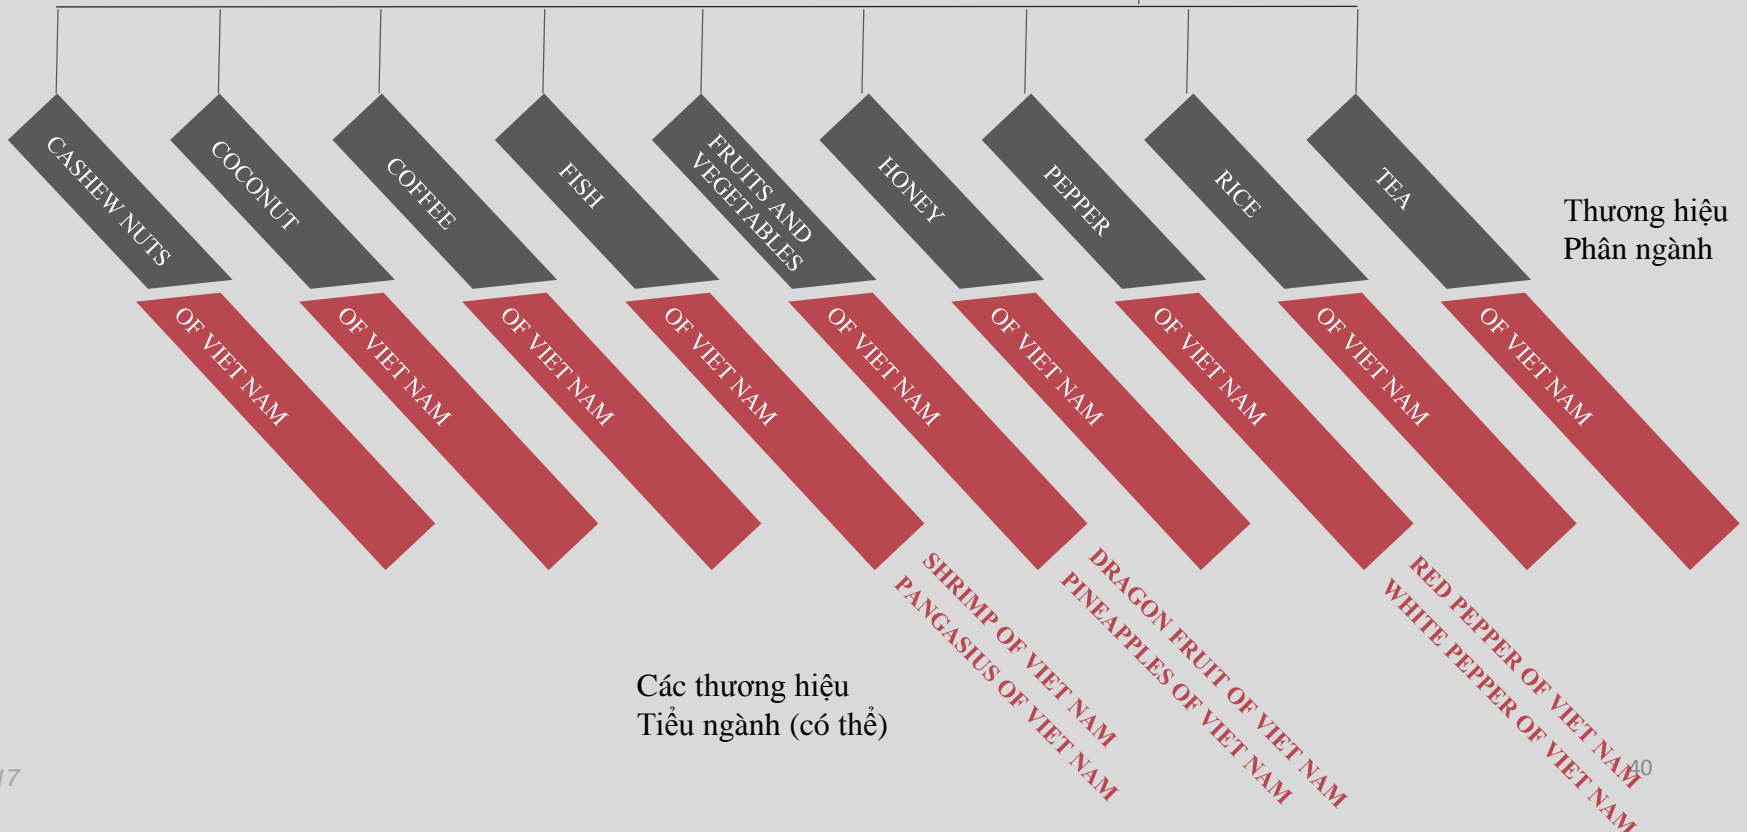 CASHEW NUTS
COCONUT
COFFEE
FISH
FRUITS AND
VEGETABLES
HONEY
PEPPER
RICE
TEA
Thương hiệu
Phân ngành
OF VIET NAM
OF VIET NAM
OF VIET NAM
OF VIET NAM
OF VIET NAM
OF VIET NAM
OF VIET NAM
OF VIET NAM
OF VIET NAM
SHRIMP OF VIET NAM
PANGASIUS OF VIET NAM
DRAGON FRUIT OF VIET NAM
PINEAPPLES OF VIET NAM
RED PEPPER OF VIET NAM
WHITE PEPPER OF VIET NAM
Các thương hiệu
Tiểu ngành (có thể)
17
40